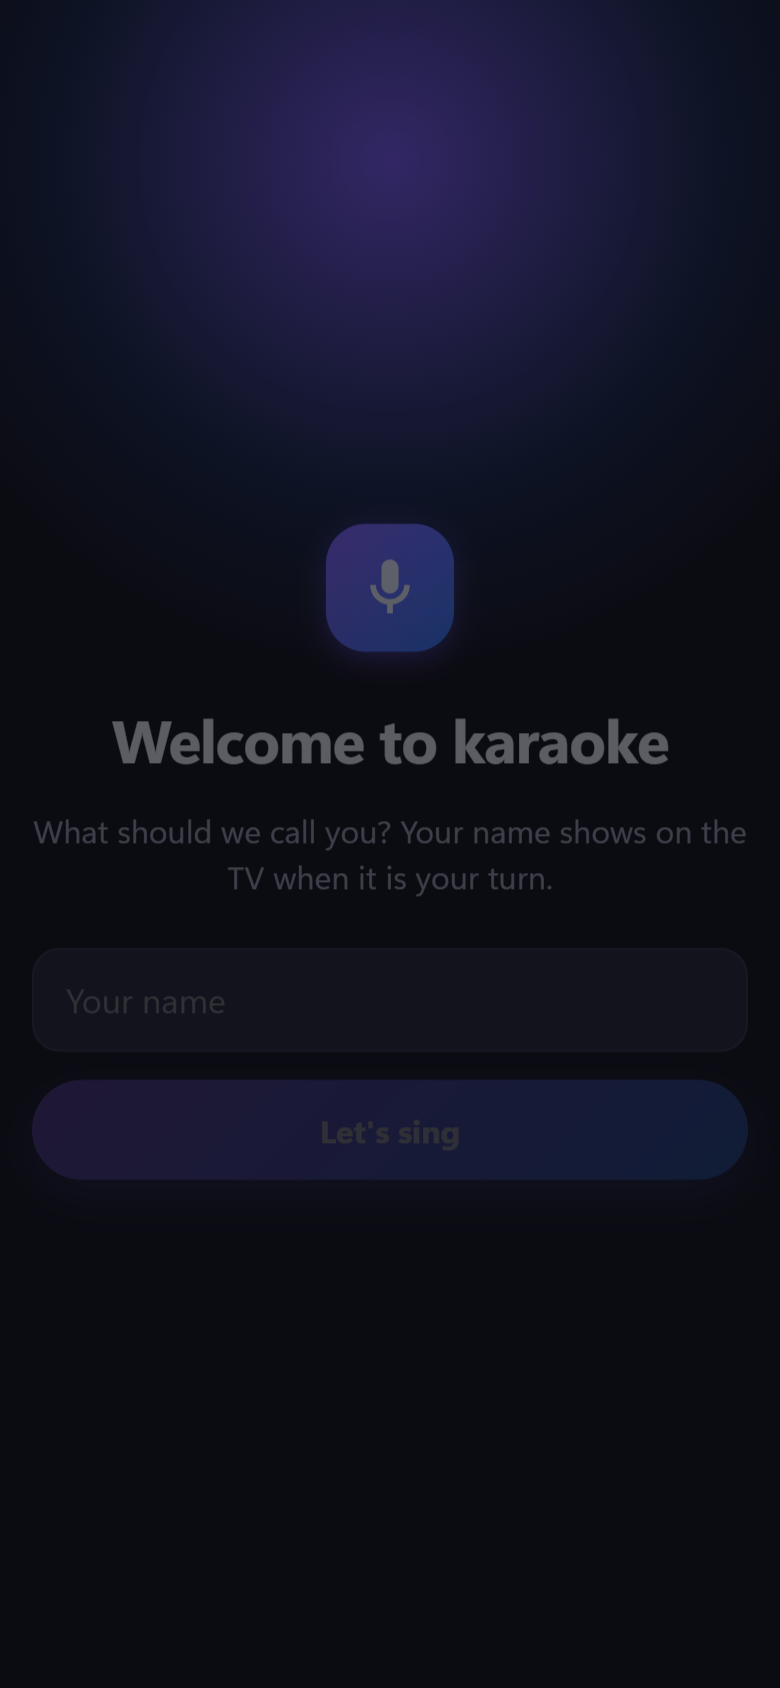 Welcome to karaoke
What should we call you? Your name shows on the
TV when it is your turn.
Your name
Let's sing